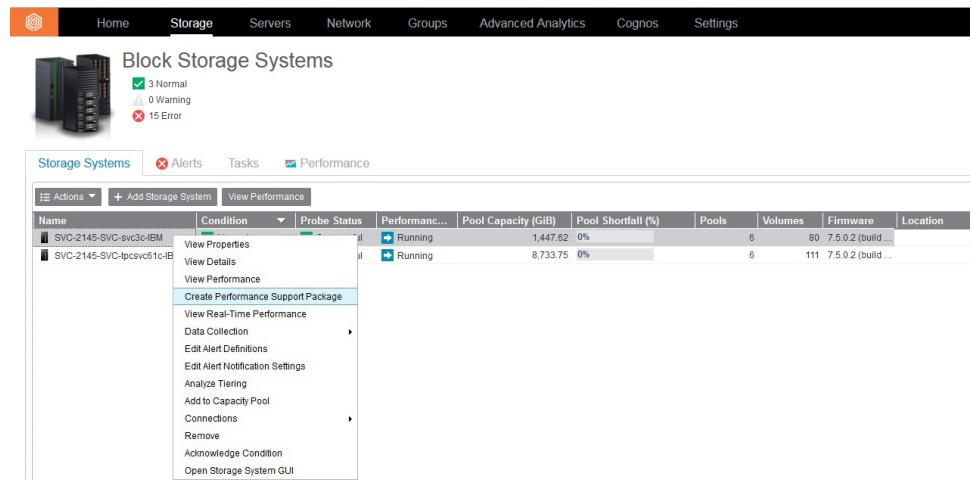 Home Storage Servers Network Groups Advanced Analytics Cognos Settings
Block Storage Systems
3 Normal
0 Warning
15 Error
Storage Systems Alerts Tasks Performance
Actions + Add Storage System View Performance
Name Condition Probe Status Performanc... Pool Capacity (GiB) Pool Shortfall (%) Pools Volumes Firmware Location
SVC-2145-SVC-svc3c-IBM Running 1,447.62 0% 6 80 7.5.0.2 (build ...
SVC-2145-SVC-tpcsvc61c-IB Running 8,733.75 0% 6 111 7.5.0.2 (build ...
View Properties
View Details
View Performance
Create Performance Support Package
View Real-Time Performance
Data Collection
Edit Alert Definitions
Edit Alert Notification Settings
Analyze Tiering
Add to Capacity Pool
Connections
Remove
Acknowledge Condition
Open Storage System GUI